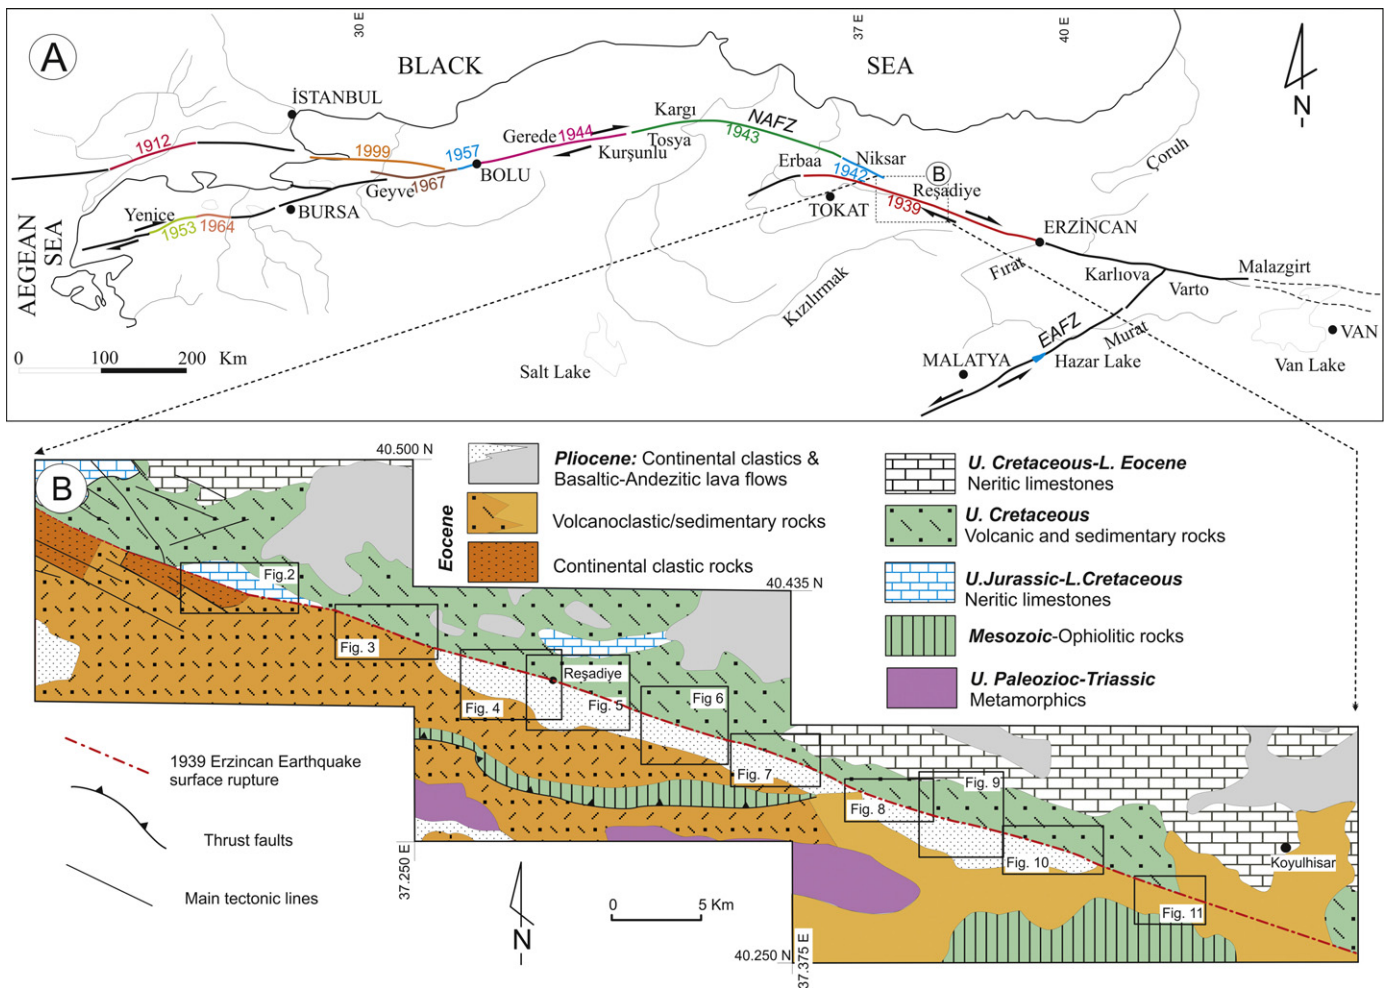 A
30 E
37 E
40 E
BLACK
SEA
N
İSTANBUL
1912
1999
1957
Gerede
1944
Kurşunlu
BOLU
Geyve
1967
Kargı
Tosya
NAFZ
1943
Erbaa
Niksar
1942
B
Reşadiye
1939
TOKAT
Çoruh
ERZİNCAN
Fırat
Karlıova
Malazgirt
Varto
VAN
Van Lake
Murat
EAFZ
Hazar Lake
MALATYA
Kızılırmak
Salt Lake
BURSA
Yenice
1953
1964
AEGEAN
SEA
0 100 200 Km
B
40.500 N
40.435 N
Pliocene: Continental clastics &
Basaltic-Andezitic lava flows
Eocene
Volcanoclastic/sedimentary rocks
Continental clastic rocks
U. Cretaceous-L. Eocene
Neritic limestones
U. Cretaceous
Volcanic and sedimentary rocks
U.Jurassic-L.Cretaceous
Neritic limestones
Mesozoic-Ophiolitic rocks
U. Paleozioc-Triassic
Metamorphics
Fig.2
Fig. 3
Fig. 4
Reşadiye
Fig. 5
Fig 6
Fig. 7
Fig. 8
Fig. 9
Fig. 10
Fig. 11
Koyulhisar
1939 Erzincan Earthquake
surface rupture
Thrust faults
Main tectonic lines
37.250 E
N
0 5 Km
40.250 N
37.375 E